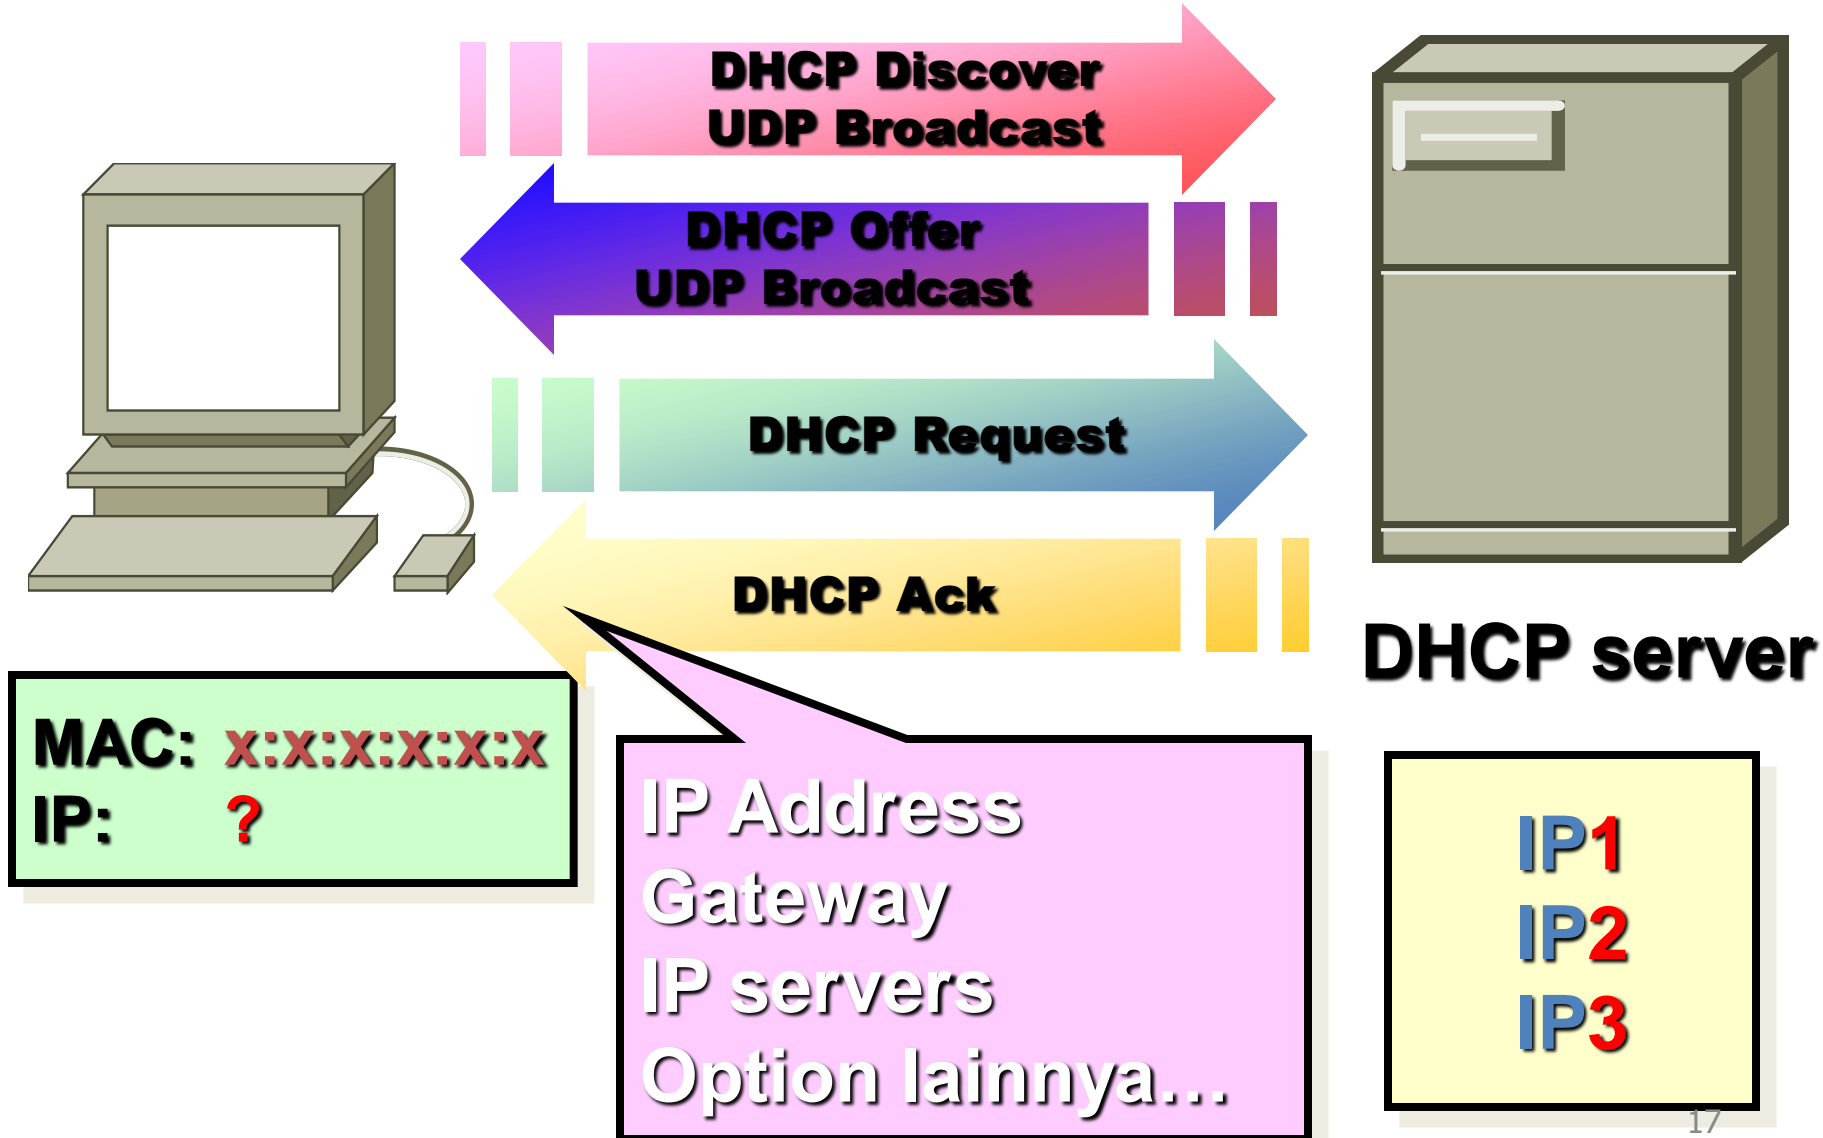 DHCP Discover
UDP Broadcast
DHCP Offer
UDP Broadcast
DHCP Request
DHCP Ack
DHCP server
MAC: x:x:x:x:x:x
IP: ?
IP Address
Gateway
IP servers
Option lainnya...
IP1
IP2
IP3
17